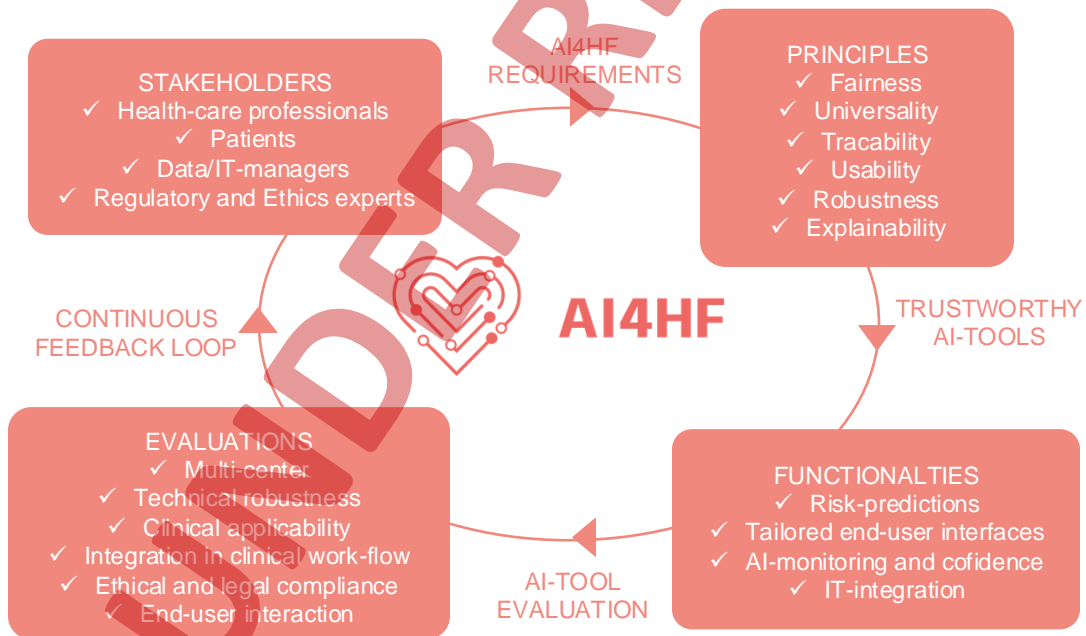 STAKEHOLDERS
✓ Health-care professionals
✓ Patients
✓ Data/IT-managers
✓ Regulatory and Ethics experts
AI4HF
REQUIREMENTS
PRINCIPLES
✓ Fairness
✓ Universality
✓ Tracability
✓ Usability
✓ Robustness
✓ Explainability
CONTINUOUS
FEEDBACK LOOP
AI4HF
TRUSTWORTHY
AI-TOOLS
EVALUATIONS
✓ Multi-center
✓ Technical robustness
✓ Clinical applicability
✓ Integration in clinical work-flow
✓ Ethical and legal compliance
✓ End-user interaction
AI-TOOL
EVALUATION
FUNCTIONALTIES
✓ Risk-predictions
✓ Tailored end-user interfaces
✓ AI-monitoring and cofidence
✓ IT-integration
UNDER RE